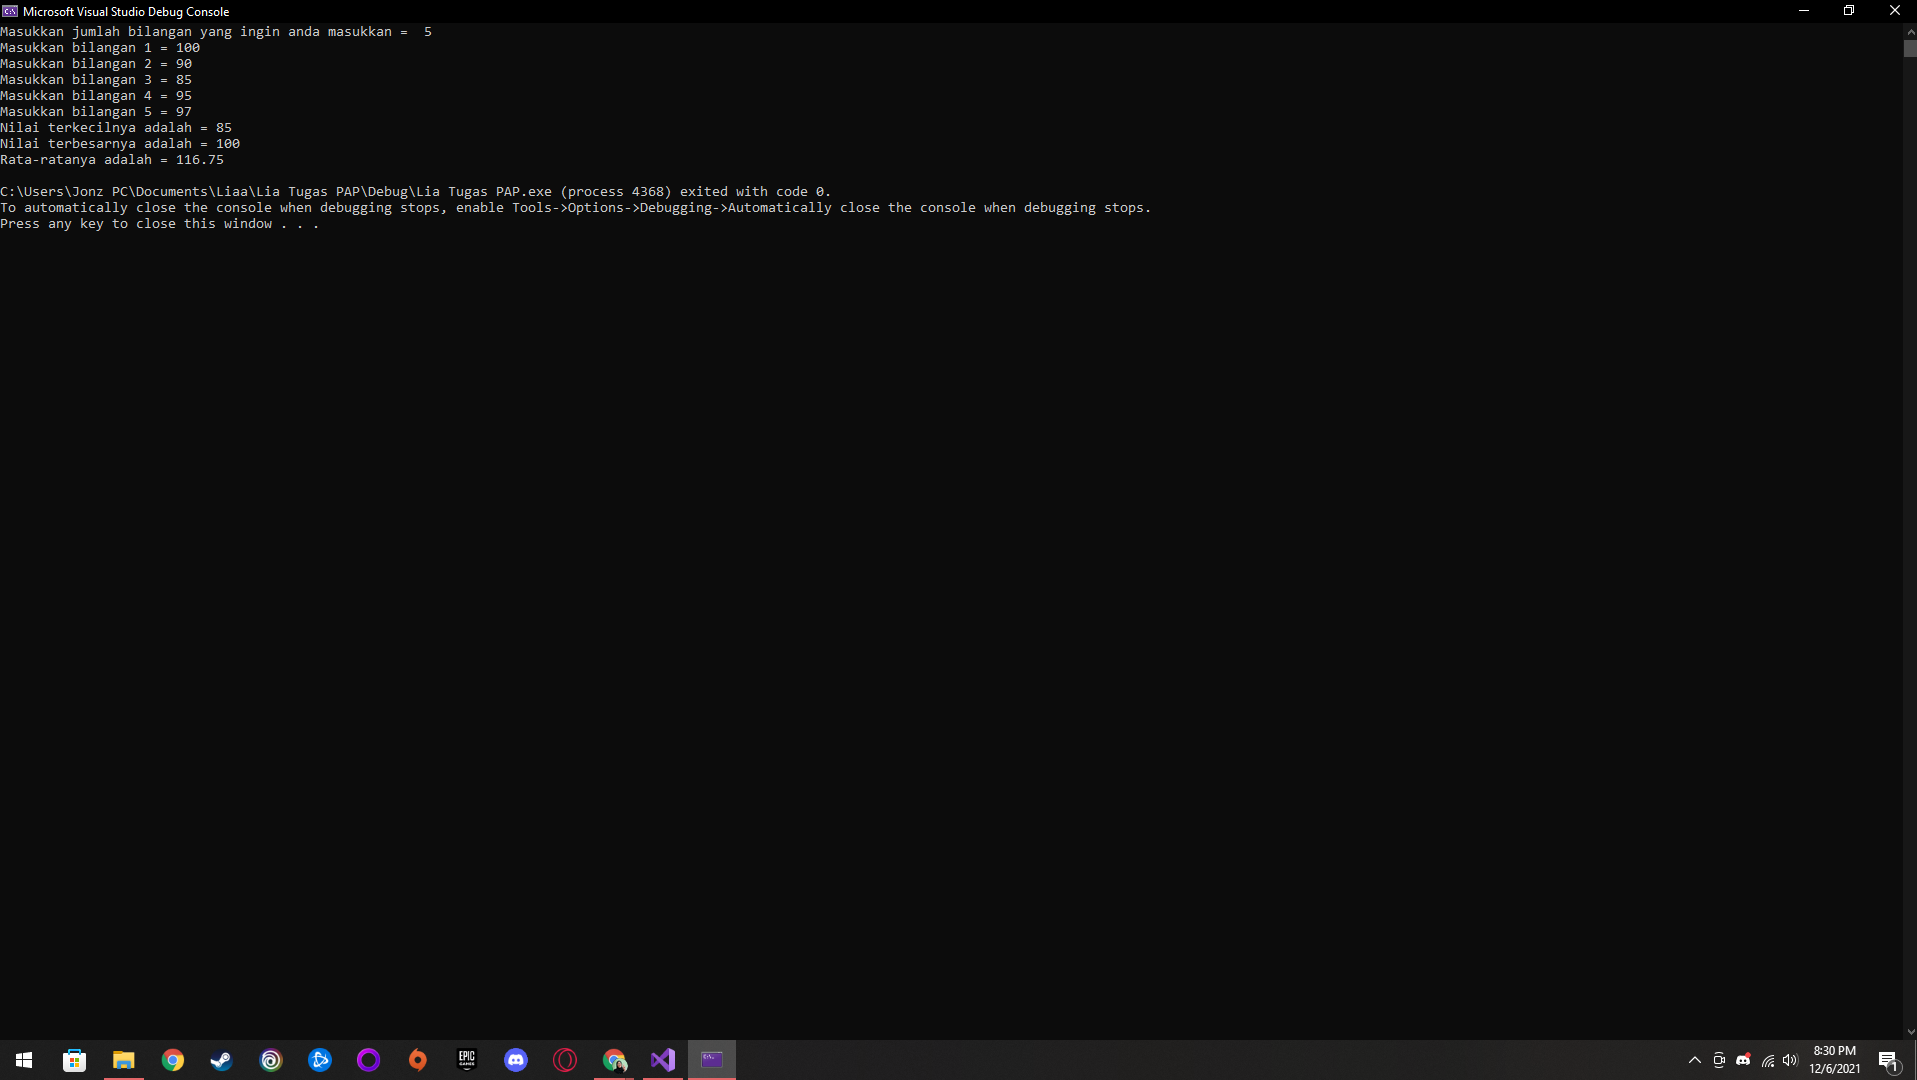 Microsoft Visual Studio Debug Console
Masukkan jumlah bilangan yang ingin anda masukkan =  5
Masukkan bilangan 1 = 100
Masukkan bilangan 2 = 90
Masukkan bilangan 3 = 85
Masukkan bilangan 4 = 95
Masukkan bilangan 5 = 97
Nilai terkecilnya adalah = 85
Nilai terbesarnya adalah = 100
Rata-ratanya adalah = 116.75
C:\Users\Jonz PC\Documents\Liaa\Lia Tugas PAP\Debug\Lia Tugas PAP.exe (process 4368) exited with code 0.
To automatically close the console when debugging stops, enable Tools->Options->Debugging->Automatically close the console when debugging stops.
Press any key to close this window . . .
EPIC
GAMES
8:30 PM
12/6/2021
1